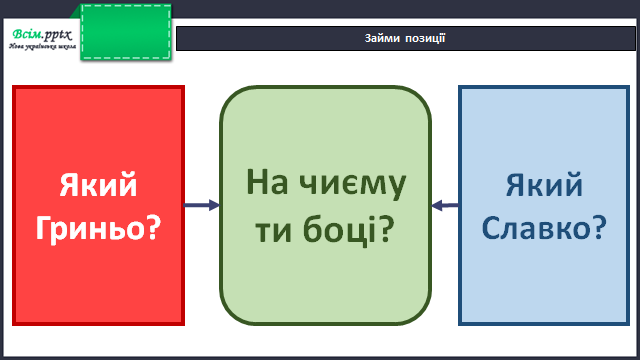 Всім.pptx
Нова українська школа
Займи позиції
Який
Гриньо?
На чиєму
ти боці?
Який
Славко?